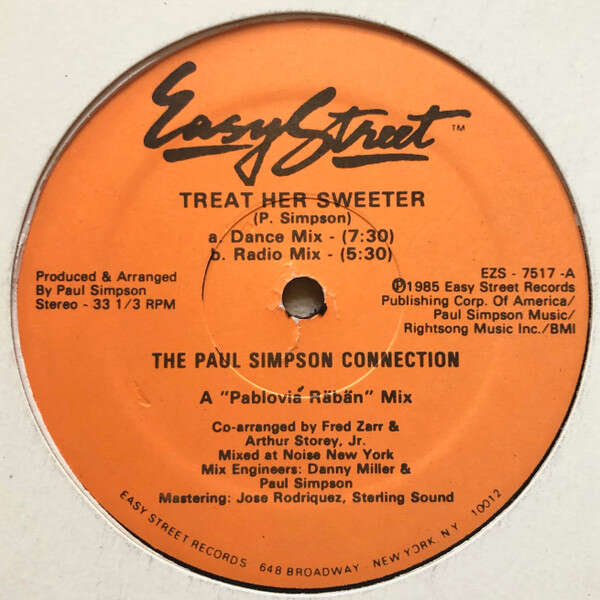 Easy Street™
TREAT HER SWEETER
(P. Simpson)
a. Dance Mix - (7:30)
b. Radio Mix - (5:30)
Produced & Arranged
By Paul Simpson
Stereo - 33 1/3 RPM
EZS - 7517 -A
℗1985 Easy Street Records
Publishing Corp. Of America/
Paul Simpson Music/
Rightsong Music Inc./BMI
THE PAUL SIMPSON CONNECTION
A "Pabloviá Räbän" Mix
Co-arranged by Fred Zarr &
Arthur Storey, Jr.
Mixed at Noise New York
Mix Engineers: Danny Miller &
Paul Simpson
Mastering: Jose Rodriquez, Sterling Sound
EASY STREET RECORDS 648 BROADWAY - NEW YORK, N.Y. 10012